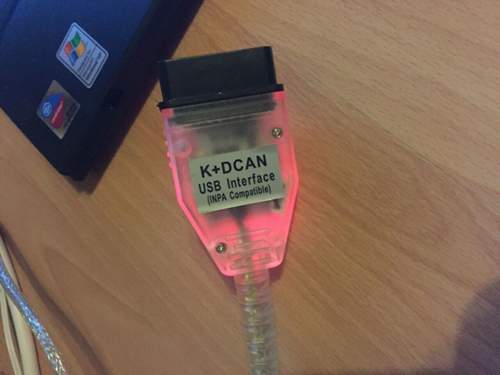 K+DCAN
USB Interface
(INPA Compatible)